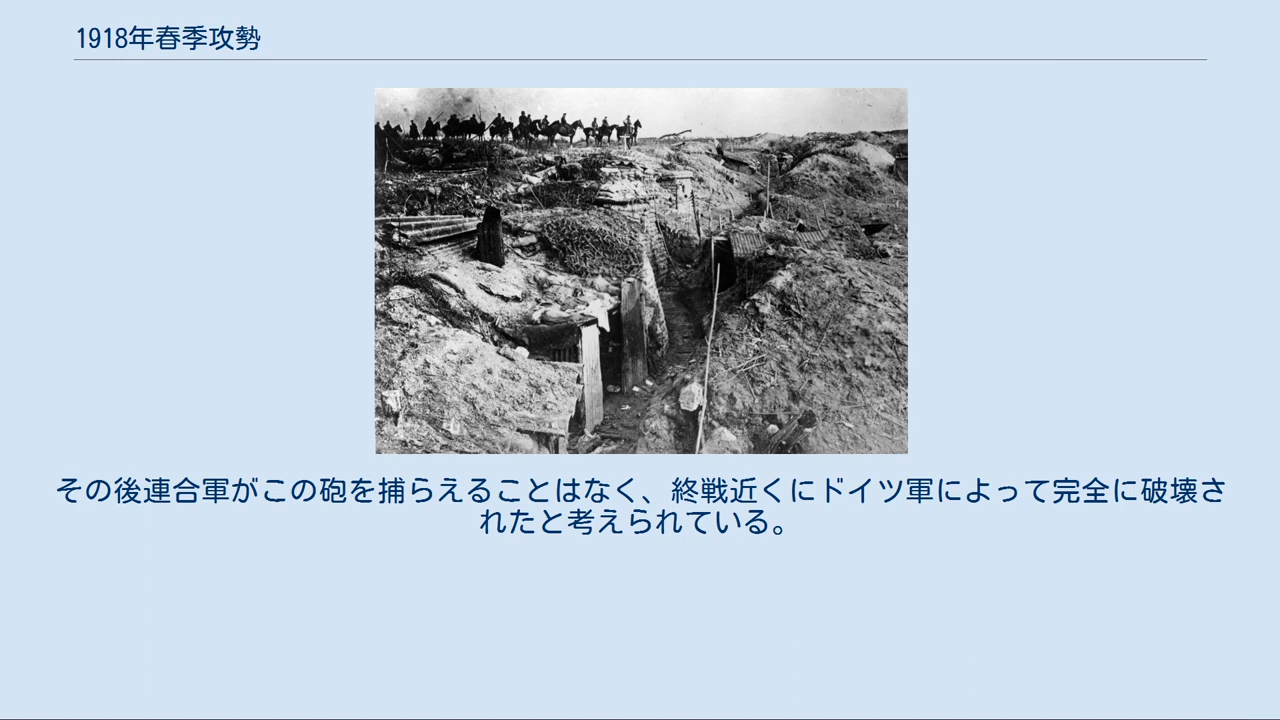 1918年春季攻勢
その後連合軍がこの砲を捕らえることはなく、終戦近くにドイツ軍によって完全に破壊さ
れたと考えられている。